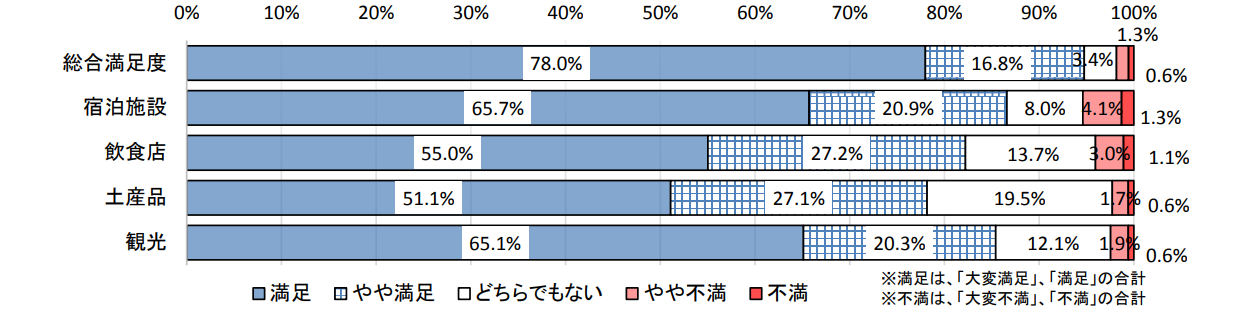 0% 10% 20% 30% 40% 50% 60% 70% 80% 90% 100%
1.3%
総合満足度 78.0% 16.8% 3.4% 0.6%
宿泊施設 65.7% 20.9% 8.0% 4.1% 1.3%
飲食店 55.0% 27.2% 13.7% 3.0% 1.1%
土産品 51.1% 27.1% 19.5% 1.7% 0.6%
観光 65.1% 20.3% 12.1% 1.9% 0.6%
満足 やや満足 どちらでもない やや不満 不満
※満足は、「大変満足」、「満足」の合計
※不満は、「大変不満」、「不満」の合計